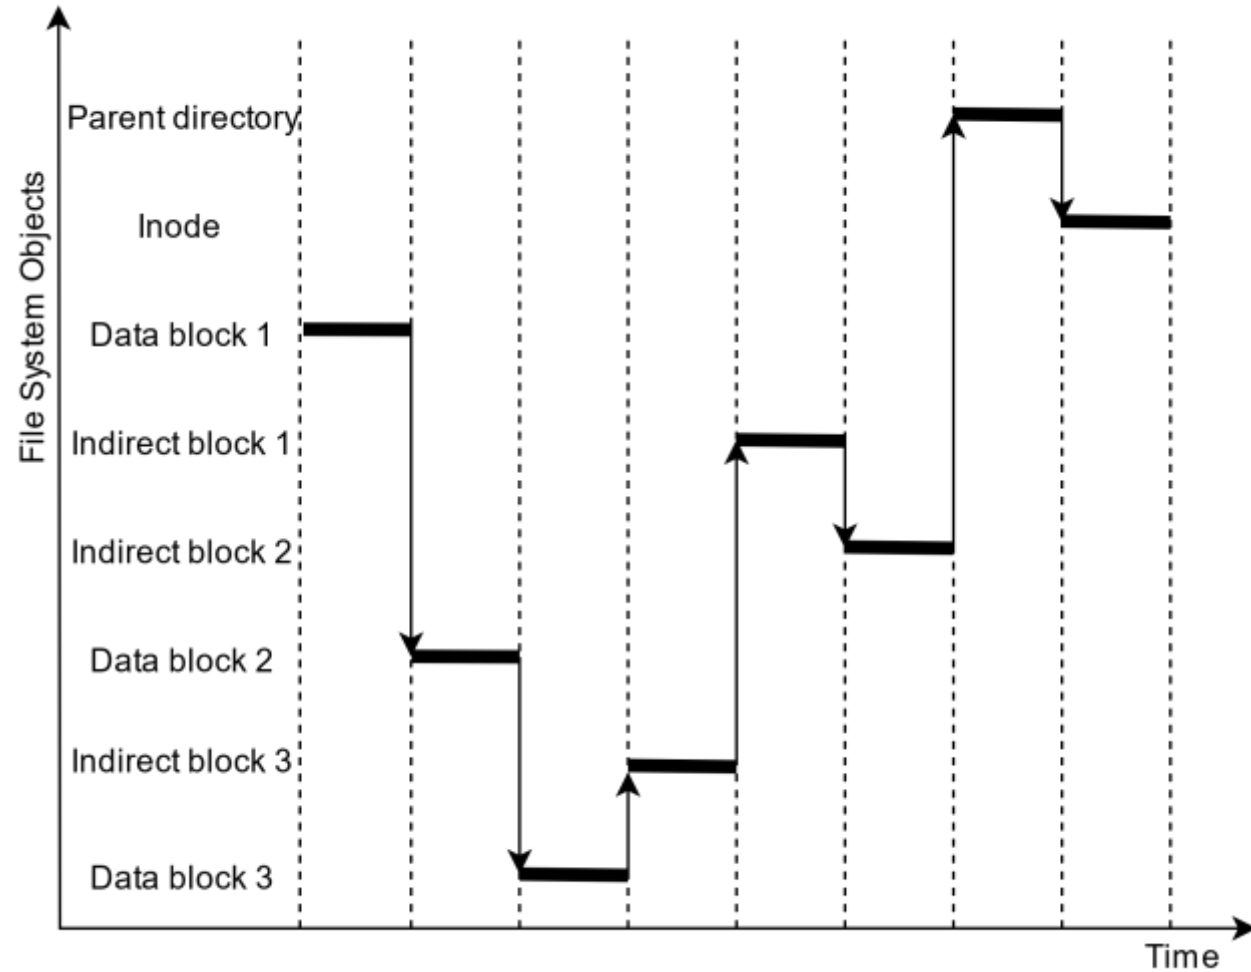 File System Objects
Parent directory
Inode
Data block 1
Indirect block 1
Indirect block 2
Data block 2
Indirect block 3
Data block 3
Time